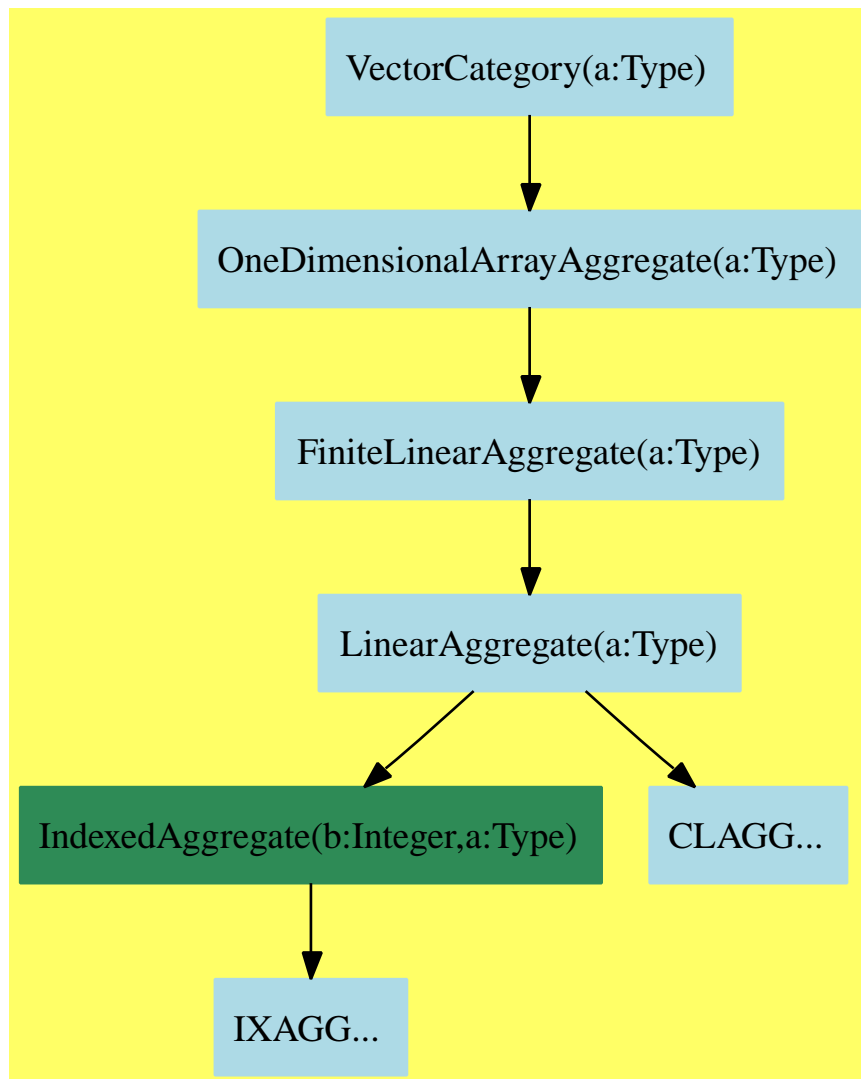 VectorCategory(a:Type)
OneDimensionalArrayAggregate(a:Type)
FiniteLinearAggregate(a:Type)
LinearAggregate(a:Type)
IndexedAggregate(b:Integer,a:Type)
CLAGG...
IXAGG...